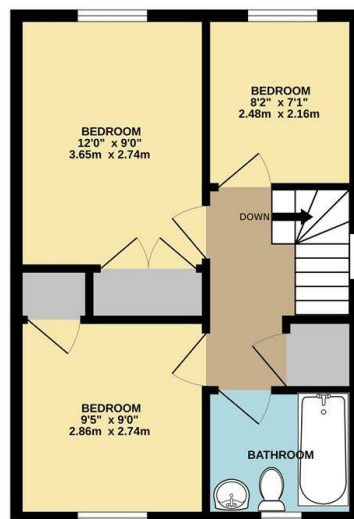 BEDROOM
12'0" x 9'0"
3.65m x 2.74m
BEDROOM
8'2" x 7'1"
2.48m x 2.16m
DOWN
BEDROOM
9'5" x 9'0"
2.86m x 2.74m
BATHROOM